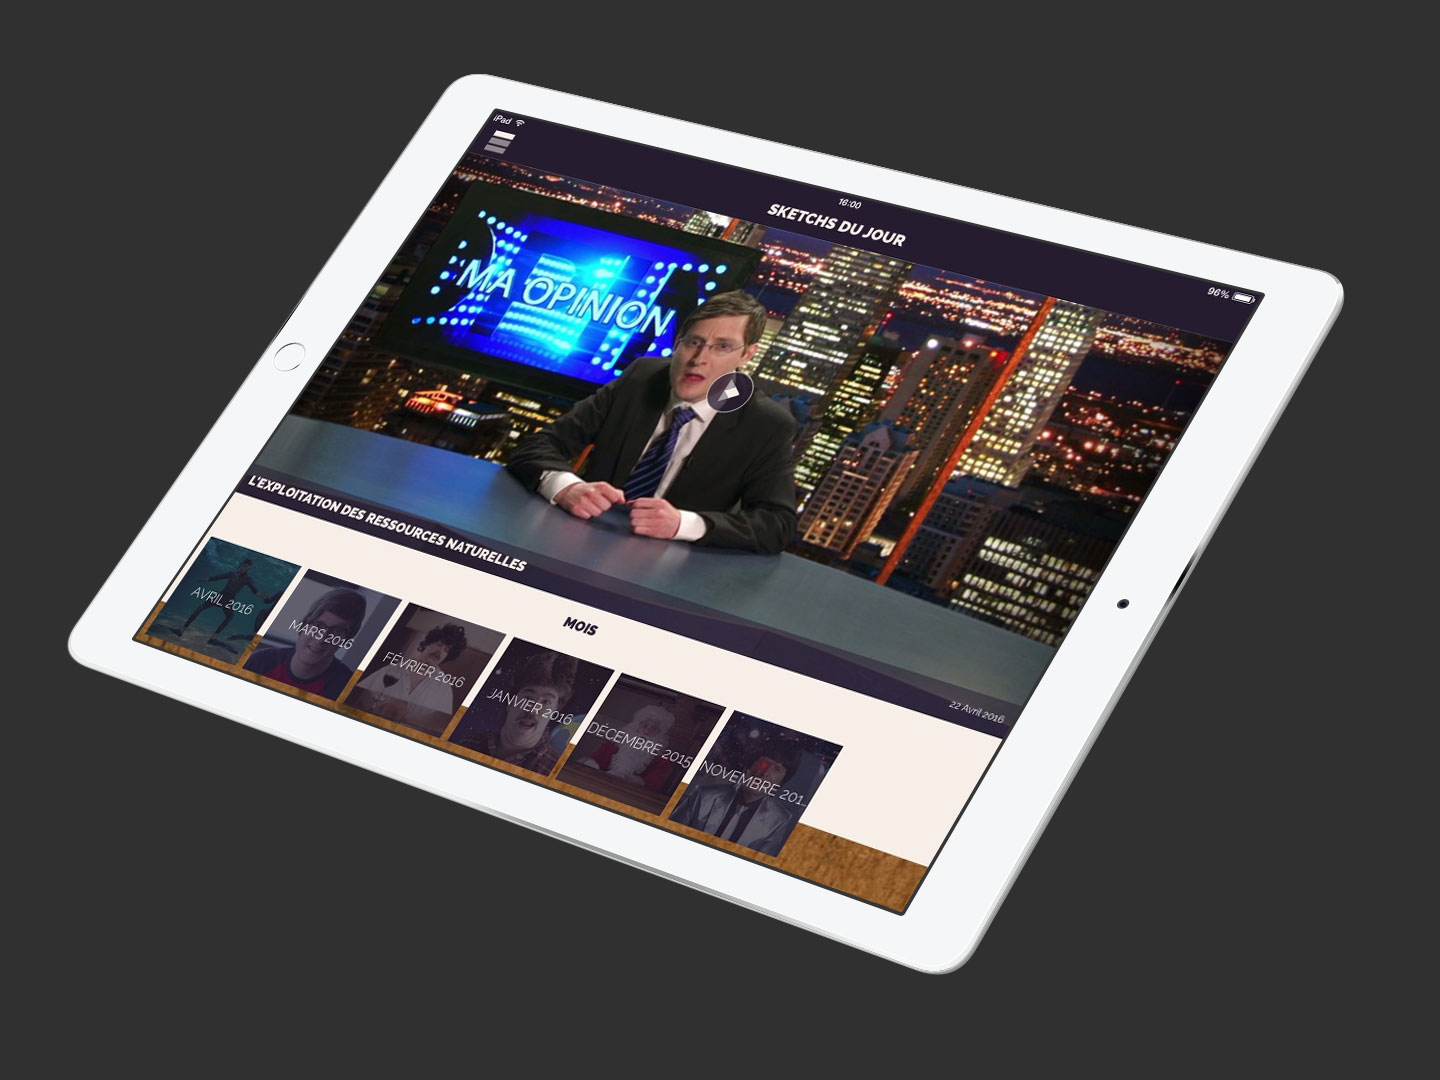 iPad
16:00
96%
SKETCHS DU JOUR
MA OPINION
L'EXPLOITATION DES RESSOURCES NATURELLES
22 Avril 2016
MOIS
AVRIL 2016
MARS 2016
FÉVRIER 2016
JANVIER 2016
DÉCEMBRE 2015
NOVEMBRE 201...